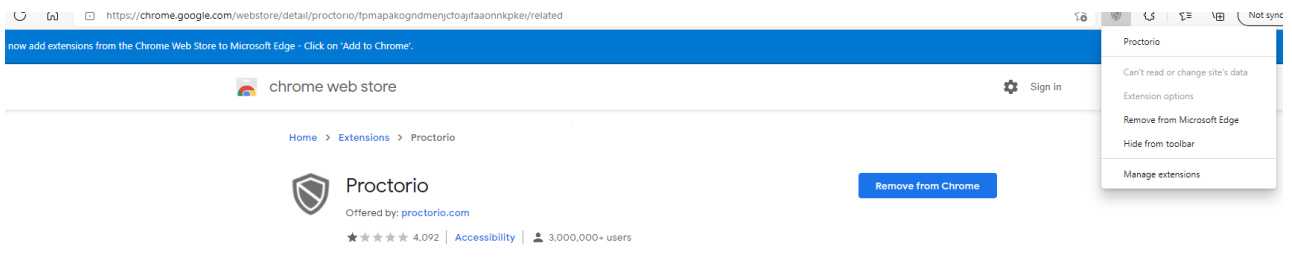 https://chrome.google.com/webstore/detail/proctorio/fpmapakogndmenjcfoajifaaonnkpkei/related
Not sync
now add extensions from the Chrome Web Store to Microsoft Edge - Click on 'Add to Chrome'.
chrome web store
Sign in
Home > Extensions > Proctorio
Proctorio
Offered by: proctorio.com
4,092 | Accessibility | 3,000,000+ users
Remove from Chrome
Proctorio
Can't read or change site's data
Extension options
Remove from Microsoft Edge
Hide from toolbar
Manage extensions